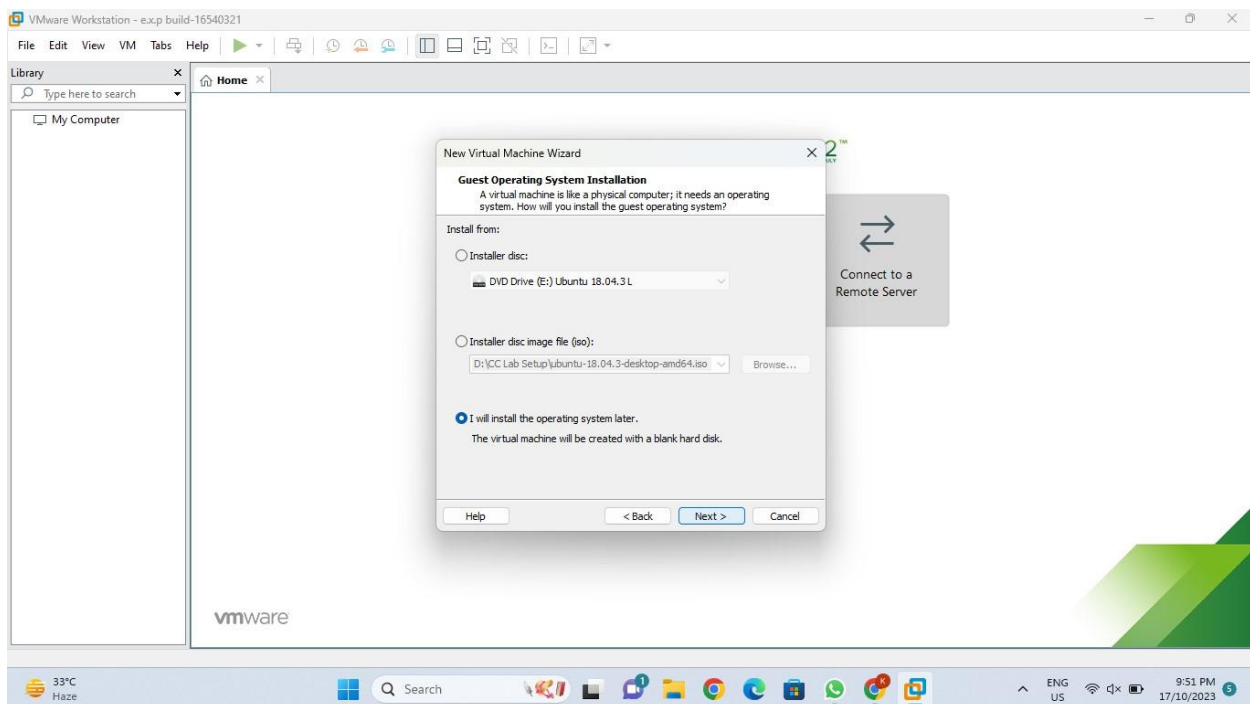 VMware Workstation - e.x.p build-16540321
File Edit View VM Tabs Help
Library
Type here to search
My Computer
Home
2™
New Virtual Machine Wizard
Guest Operating System Installation
A virtual machine is like a physical computer; it needs an operating
system. How will you install the guest operating system?
Install from:
Installer disc:
DVD Drive (E:) Ubuntu 18.04.3 L
Installer disc image file (iso):
D:\CC Lab Setup\ubuntu-18.04.3-desktop-amd64.iso
Browse...
I will install the operating system later.
The virtual machine will be created with a blank hard disk.
Help
< Back
Next >
Cancel
Connect to a
Remote Server
vmware
33°C
Haze
Search
1
K
ENG
US
9:51 PM
17/10/2023
5